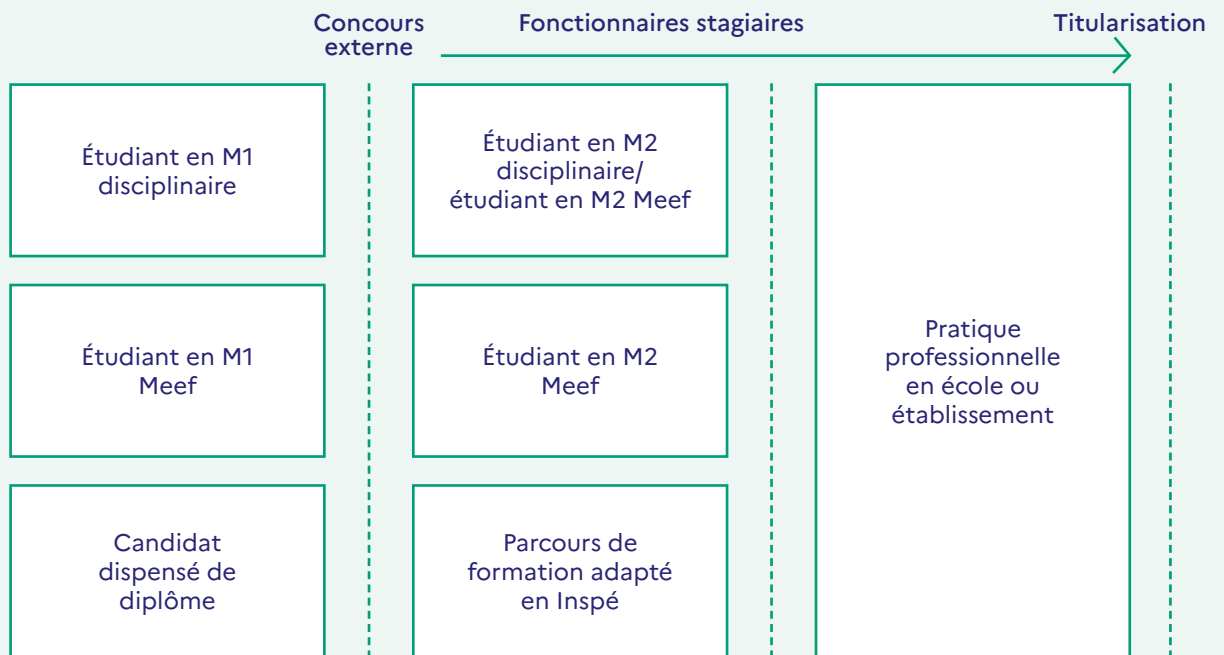 Concours
externe
Fonctionnaires stagiaires
Titularisation
Étudiant en M1
disciplinaire
Étudiant en M2
disciplinaire/
étudiant en M2 Meef
Étudiant en M1
Meef
Étudiant en M2
Meef
Pratique
professionnelle
en école ou
établissement
Candidat
dispensé de
diplôme
Parcours de
formation adapté
en Inspé